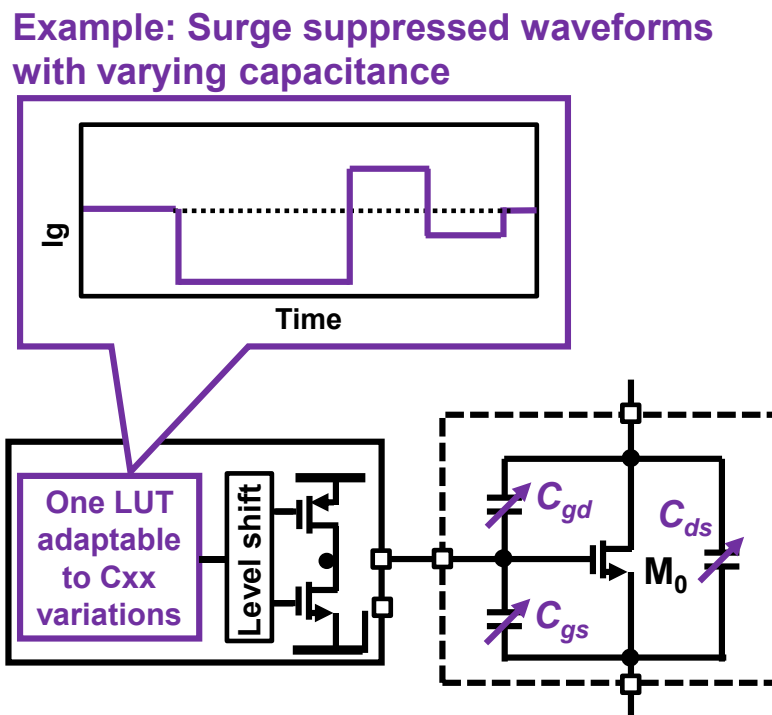 Example: Surge suppressed waveforms
with varying capacitance
Ig
Time
One LUT
adaptable
to Cxx
variations
Level shift
Cgd
Cds
M0
Cgs